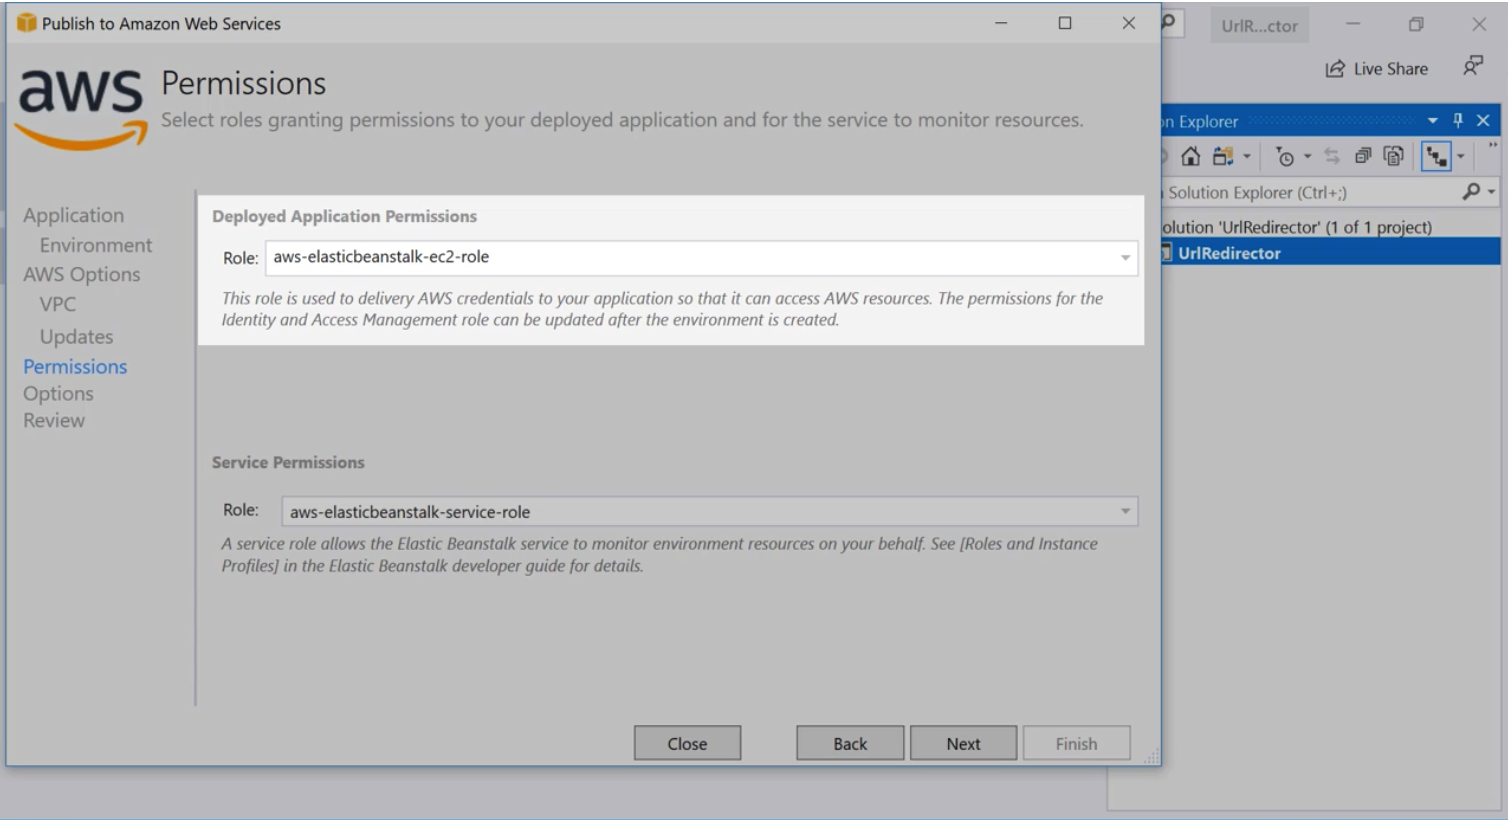 Publish to Amazon Web Services
UrlR...ctor
Live Share
aws
Permissions
Select roles granting permissions to your deployed application and for the service to monitor resources.
Explorer
Solution Explorer (Ctrl+;)
'UrlRedirector' (1 of 1 project)
UrlRedirector
Application
Environment
AWS Options
VPC
Updates
Permissions
Options
Review
Deployed Application Permissions
Role: aws-elasticbeanstalk-ec2-role
This role is used to delivery AWS credentials to your application so that it can access AWS resources. The permissions for the
Identity and Access Management role can be updated after the environment is created.
Service Permissions
Role: aws-elasticbeanstalk-service-role
A service role allows the Elastic Beanstalk service to monitor environment resources on your behalf. See [Roles and Instance
Profiles] in the Elastic Beanstalk developer guide for details.
Close
Back
Next
Finish